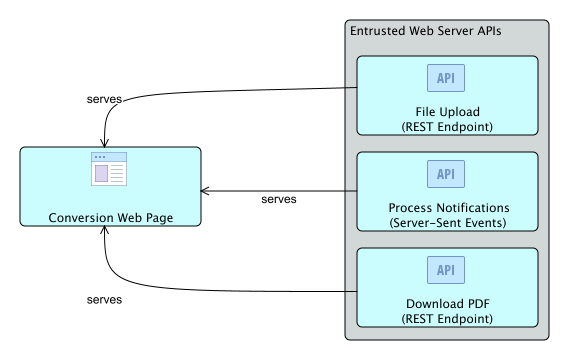 Entrusted Web Server APIs
API
File Upload
(REST Endpoint)
serves
API
Process Notifications
(Server-Sent Events)
serves
Conversion Web Page
API
Download PDF
(REST Endpoint)
serves